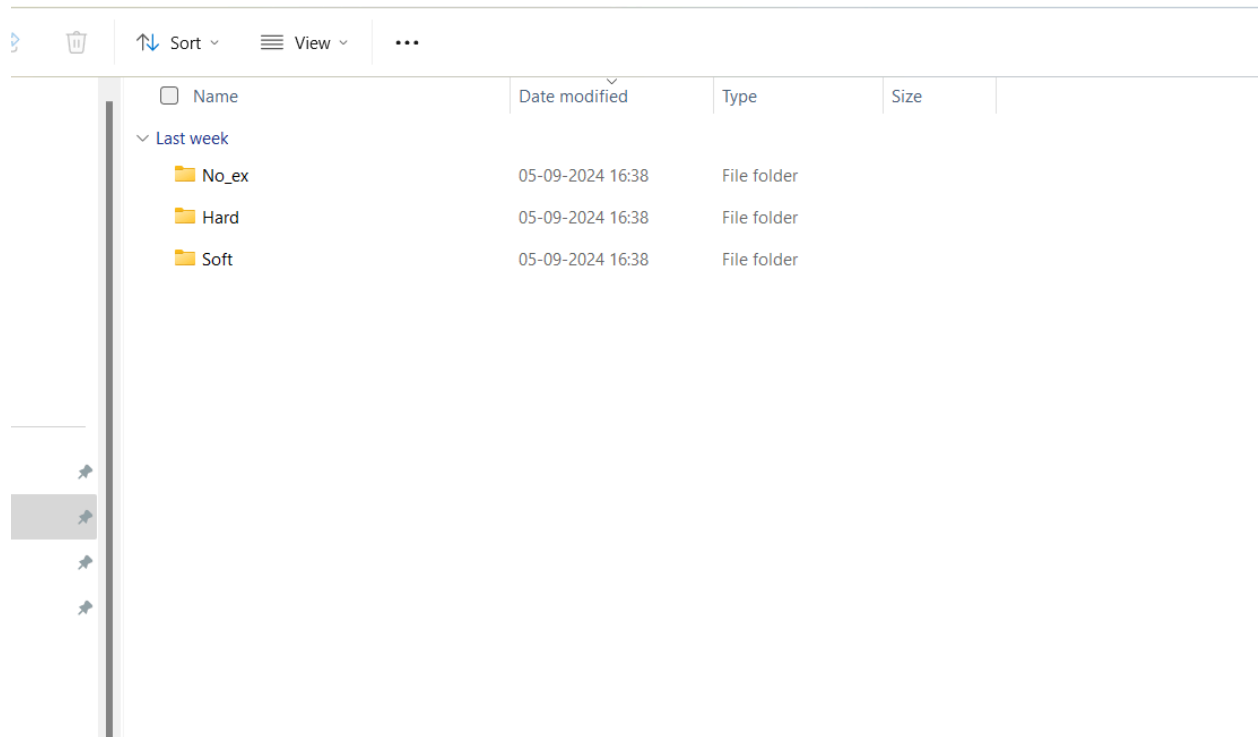 Sort View
Name Date modified Type Size
Last week
No_ex 05-09-2024 16:38 File folder
Hard 05-09-2024 16:38 File folder
Soft 05-09-2024 16:38 File folder